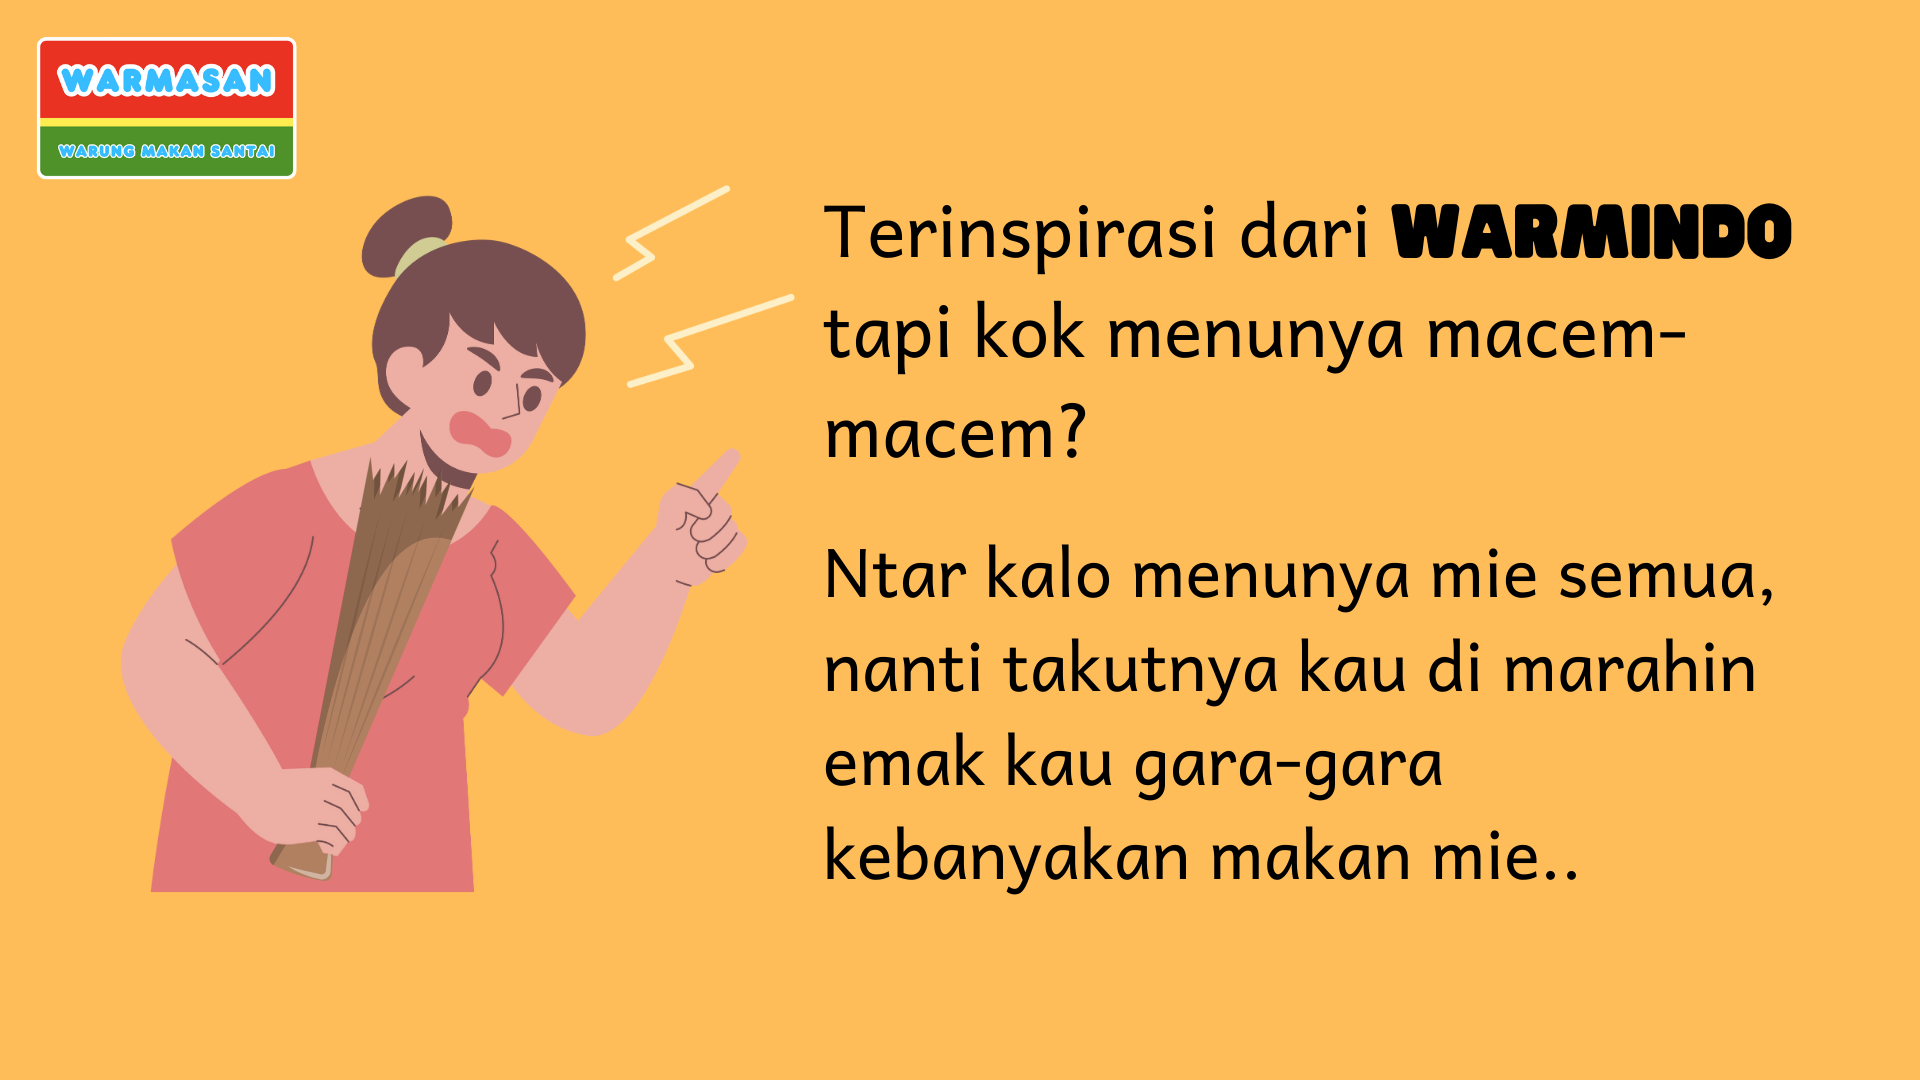 WARMASAN
WARUNG MAKAN SANTAI
Terinspirasi dari WARMINDO
tapi kok menunya macem-
macem?
Ntar kalo menunya mie semua,
nanti takutnya kau di marahin
emak kau gara-gara
kebanyakan makan mie..